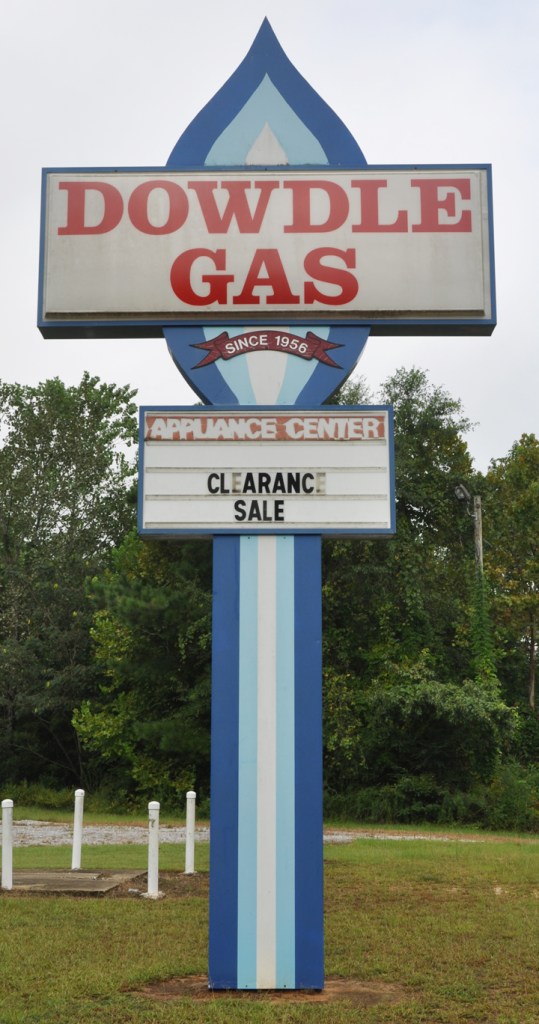 DOWDLE
GAS
SINCE 1956
APPLIANCE CENTER
CLEARANCE
SALE